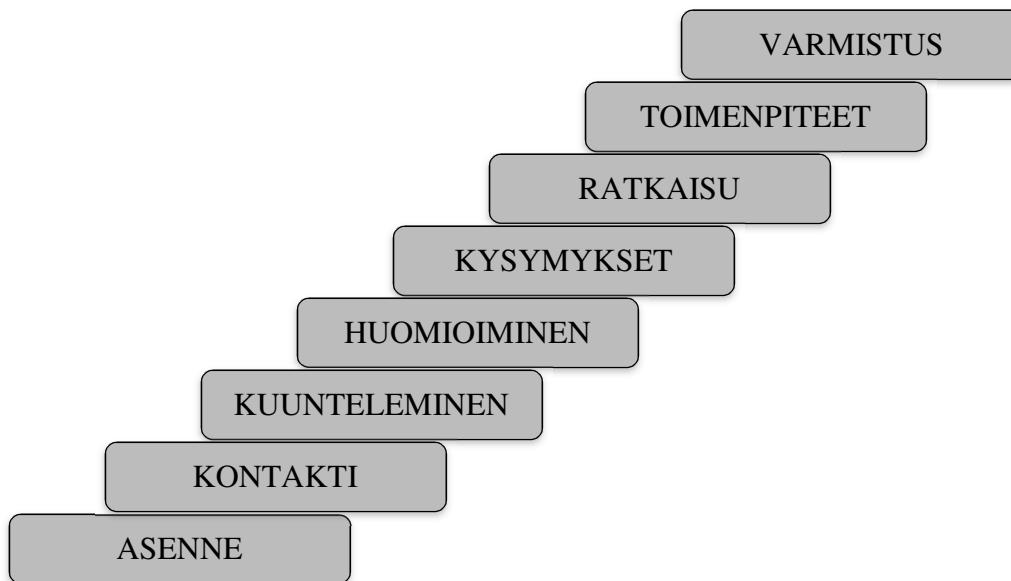 VARMISTUS
TOIMENPITEET
RATKAISU
KYSYMYKSET
HUOMIOIMINEN
KUUNTELEMINEN
KONTAKTI
ASENNE